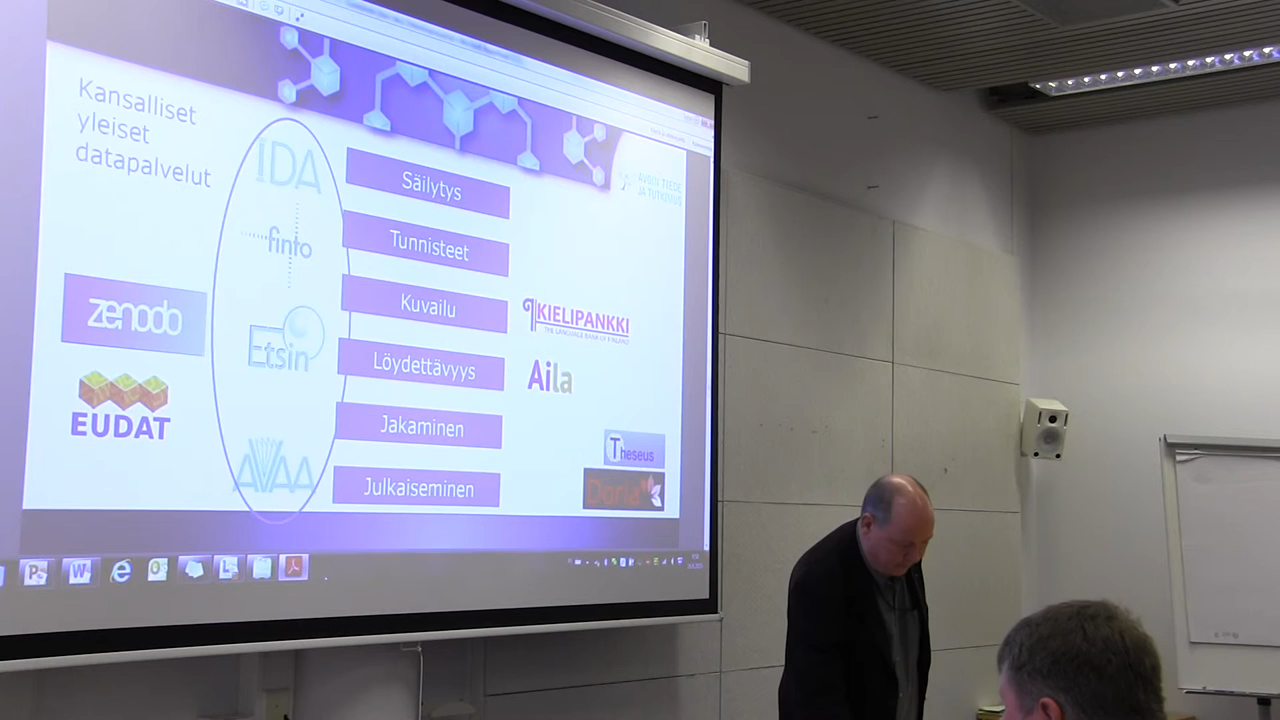 Kansalliset
yleiset
datapalvelut
IDA
finto
Etsin
AVAA
zenodo
EUDAT
Säilytys
Tunnisteet
Kuvailu
Löydettävyys
Jakaminen
Julkaiseminen
AVOIN TIEDE
JA TUTKIMUS
KIELIPANKKI
THE LANGUAGE BANK OF FINLAND
Aila
Theseus
Doria